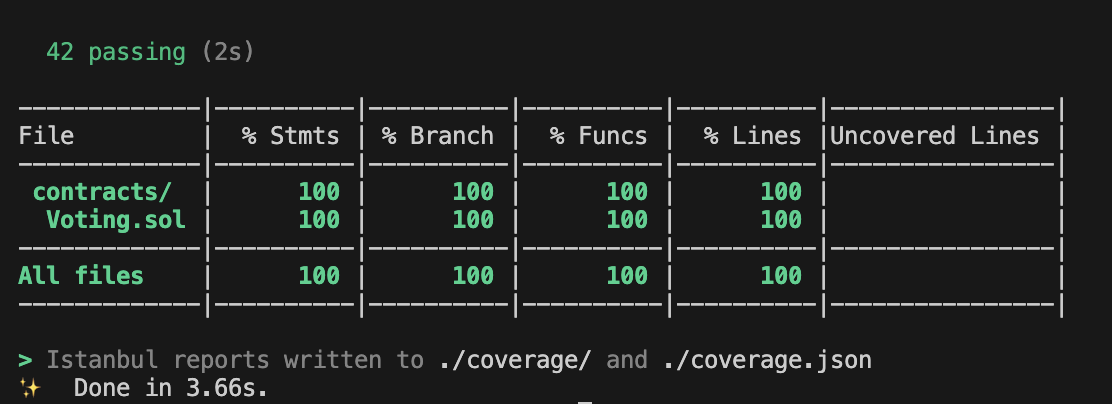 42 passing (2s)
-------------|----------|----------|----------|----------|----------------|
File | % Stmts | % Branch | % Funcs | % Lines |Uncovered Lines |
-------------|----------|----------|----------|----------|----------------|
contracts/ | 100 | 100 | 100 | 100 | |
Voting.sol | 100 | 100 | 100 | 100 | |
-------------|----------|----------|----------|----------|----------------|
All files | 100 | 100 | 100 | 100 | |
-------------|----------|----------|----------|----------|----------------|
> Istanbul reports written to ./coverage/ and ./coverage.json
✨ Done in 3.66s.